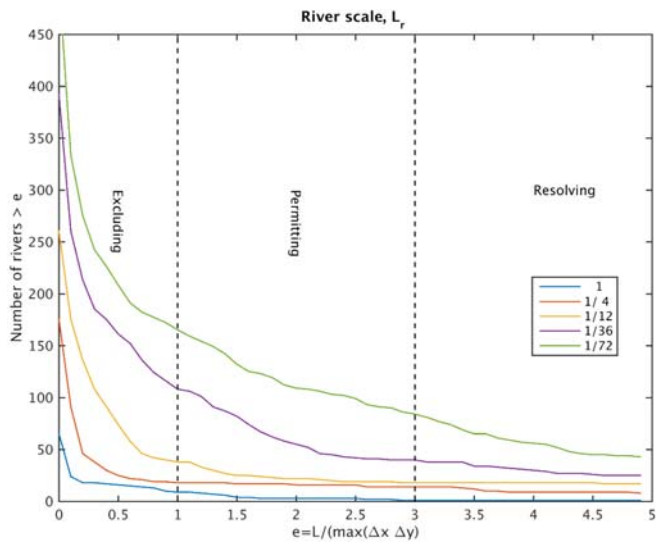 River scale, L_r
450
400
350
300
250
200
150
100
50
0
Number of rivers > e
Excluding
Permitting
Resolving
1
1/ 4
1/12
1/36
1/72
0 0.5 1 1.5 2 2.5 3 3.5 4 4.5 5
e=L/(max(Δx Δy)